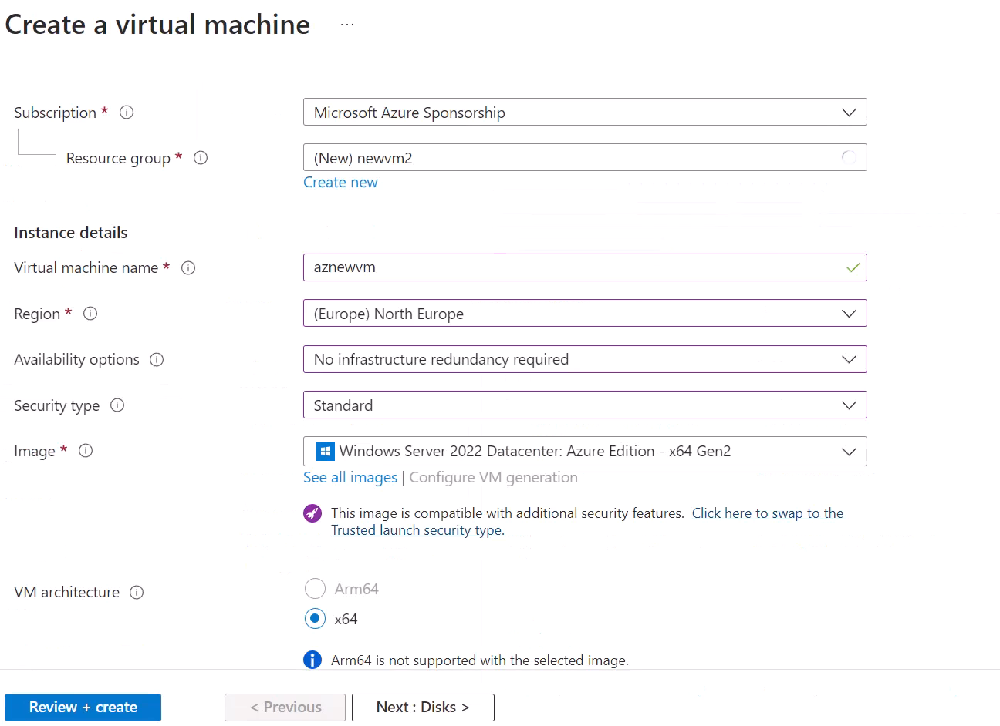 Create a virtual machine ...
Subscription *
Microsoft Azure Sponsorship
Resource group *
(New) newvm2
Create new
Instance details
Virtual machine name *
aznewvm
Region *
(Europe) North Europe
Availability options
No infrastructure redundancy required
Security type
Standard
Image *
Windows Server 2022 Datacenter: Azure Edition - x64 Gen2
See all images | Configure VM generation
This image is compatible with additional security features. Click here to swap to the
Trusted launch security type.
VM architecture
Arm64
x64
Arm64 is not supported with the selected image.
Review + create
< Previous
Next : Disks >